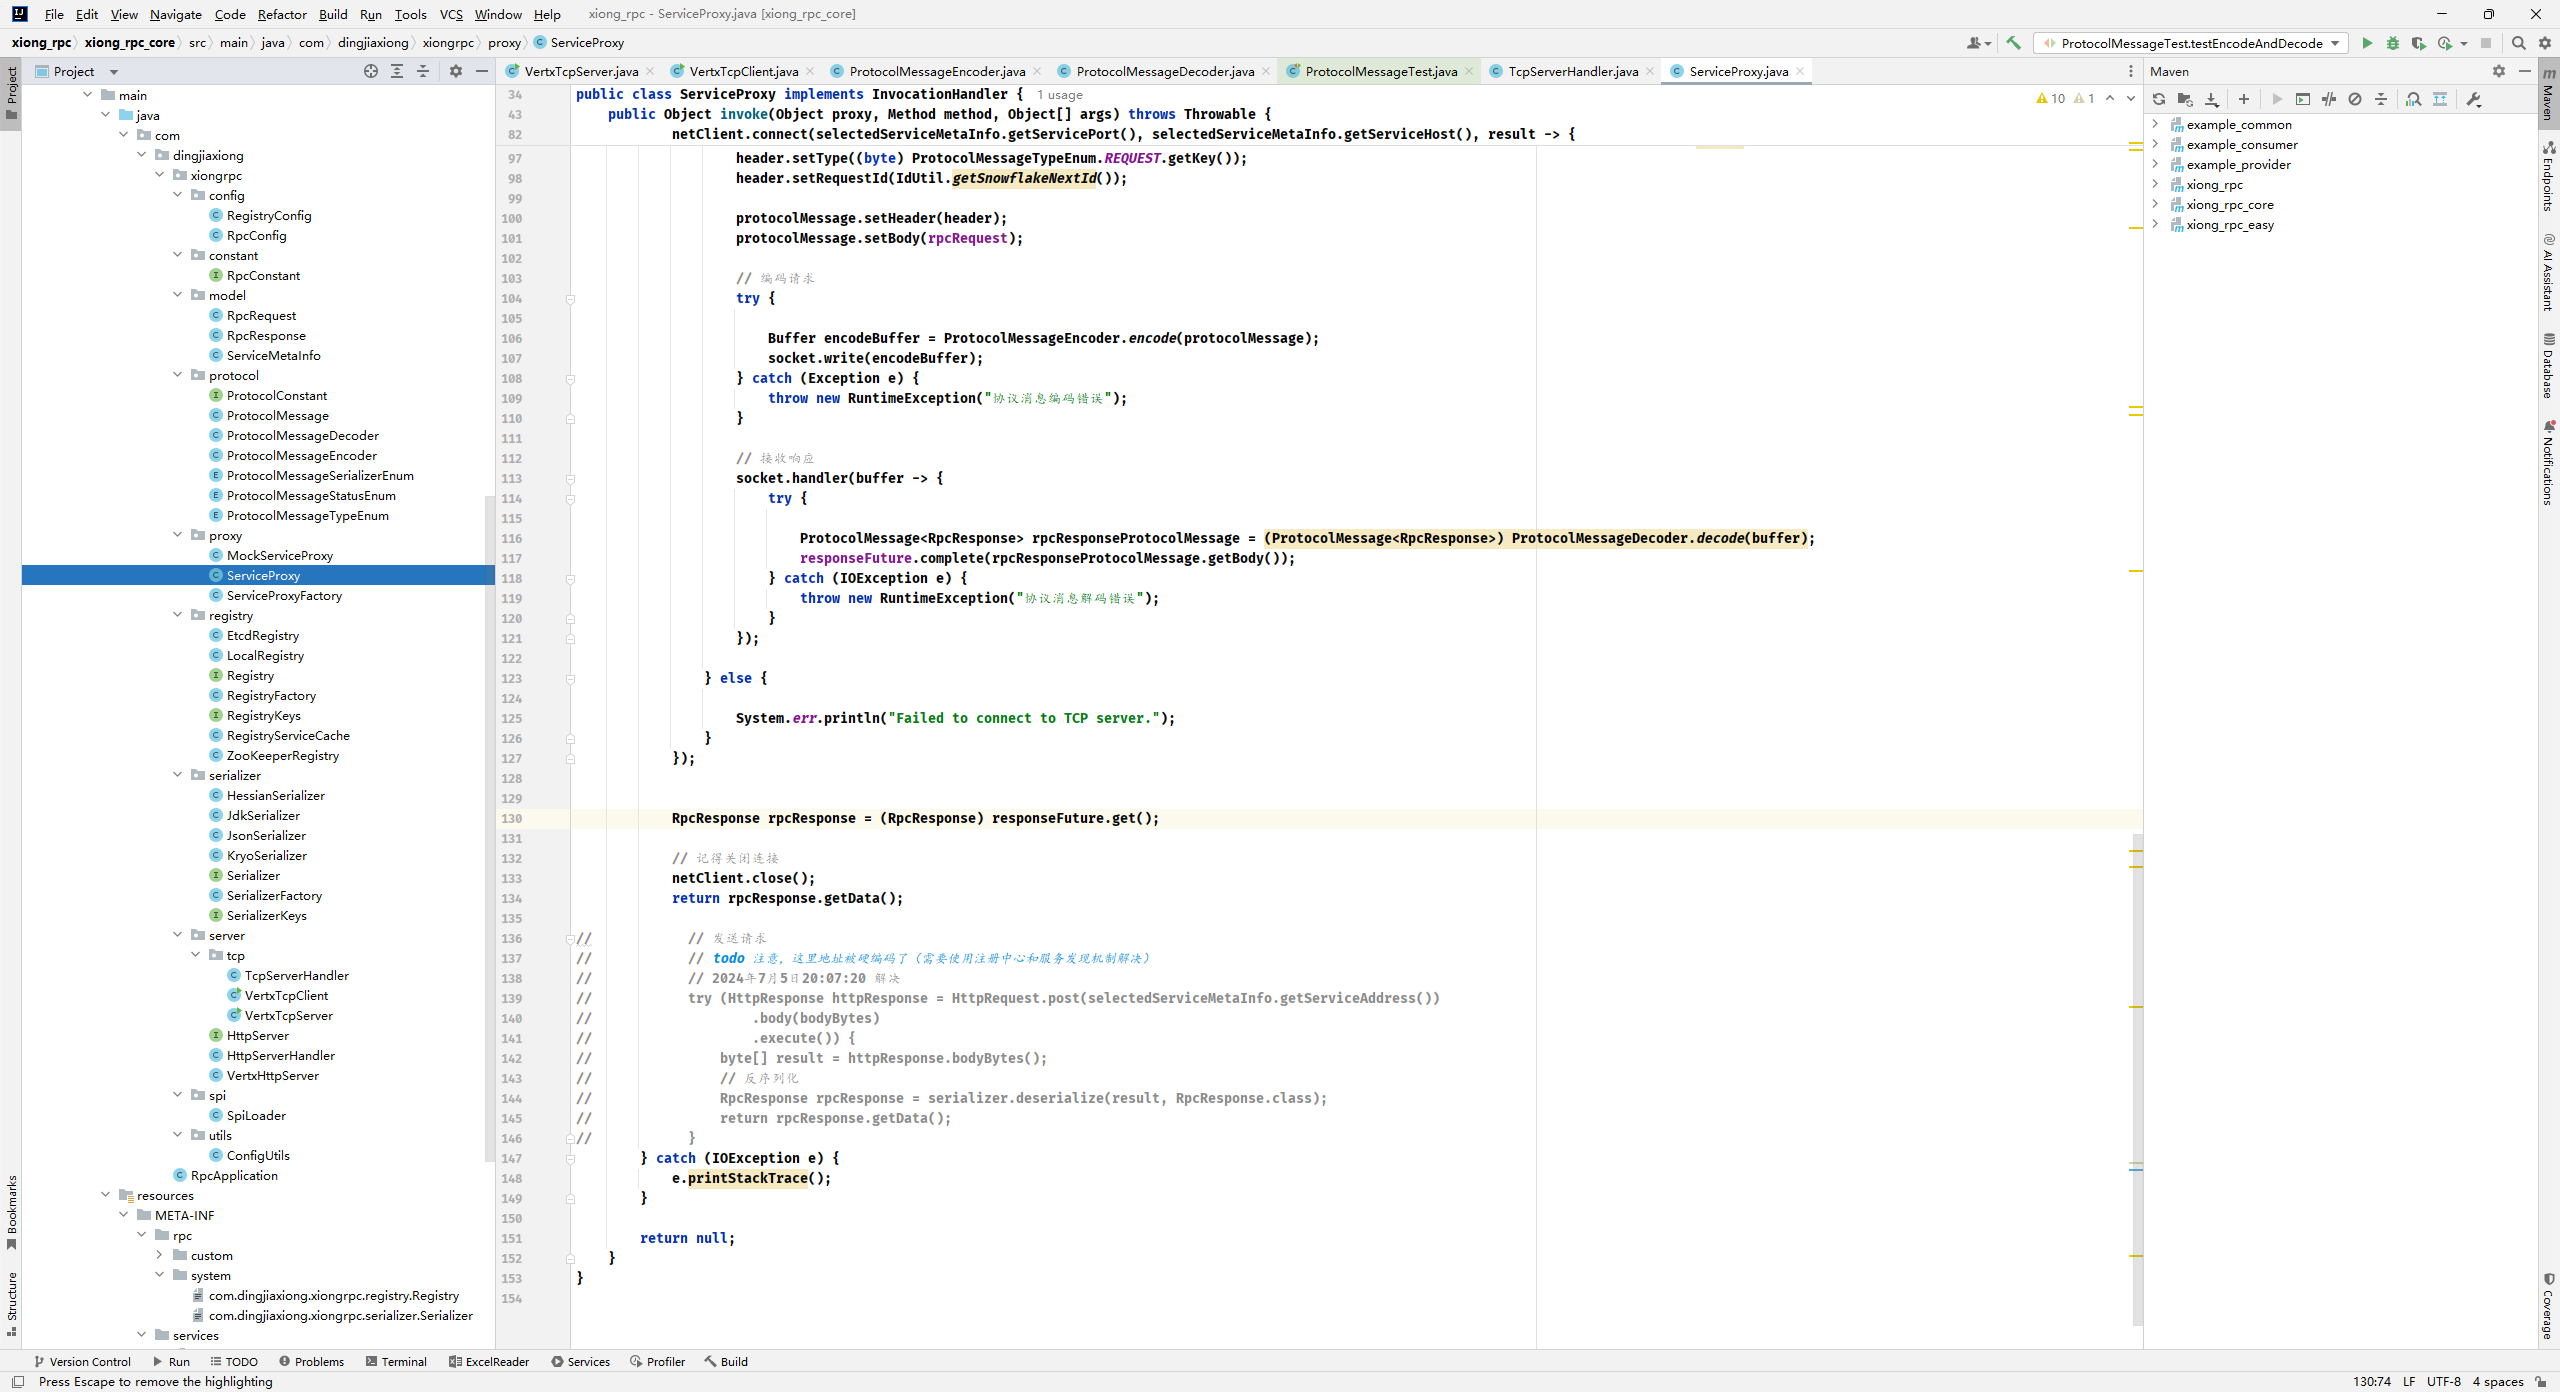 File Edit View Navigate Code Refactor Build Run Tools VCS Window Help xiong_rpc - ServiceProxy.java [xiong_rpc_core]
xiong_rpc xiong_rpc_core src main java com dingjiaxiong xiongrpc proxy ServiceProxy
ProtocolMessageTest.testEncodeAndDecode
Project
Project
main
java
com
dingjiaxiong
xiongrpc
config
RegistryConfig
RpcConfig
constant
RpcConstant
model
RpcRequest
RpcResponse
ServiceMetaInfo
protocol
ProtocolConstant
ProtocolMessage
ProtocolMessageDecoder
ProtocolMessageEncoder
ProtocolMessageSerializerEnum
ProtocolMessageStatusEnum
ProtocolMessageTypeEnum
proxy
MockServiceProxy
ServiceProxy
ServiceProxyFactory
registry
EtcdRegistry
LocalRegistry
Registry
RegistryFactory
RegistryKeys
RegistryServiceCache
ZooKeeperRegistry
serializer
HessianSerializer
JdkSerializer
JsonSerializer
KryoSerializer
Serializer
SerializerFactory
SerializerKeys
server
tcp
TcpServerHandler
VertxTcpClient
VertxTcpServer
HttpServer
HttpServerHandler
VertxHttpServer
spi
SpiLoader
utils
ConfigUtils
RpcApplication
resources
META-INF
rpc
custom
system
com.dingjiaxiong.xiongrpc.registry.Registry
com.dingjiaxiong.xiongrpc.serializer.Serializer
services
Bookmarks
Structure
VertxTcpServer.java VertxTcpClient.java ProtocolMessageEncoder.java ProtocolMessageDecoder.java ProtocolMessageTest.java TcpServerHandler.java ServiceProxy.java
10 1
34 public class ServiceProxy implements InvocationHandler { 1 usage
43 public Object invoke(Object proxy, Method method, Object[] args) throws Throwable {
82 netClient.connect(selectedServiceMetaInfo.getServicePort(), selectedServiceMetaInfo.getServiceHost(), result -> {
97 header.setType((byte) ProtocolMessageTypeEnum.REQUEST.getKey());
98 header.setRequestId(IdUtil.getSnowflakeNextId());
99
100 protocolMessage.setHeader(header);
101 protocolMessage.setBody(rpcRequest);
102
103 // 编码请求
104 try {
105
106 Buffer encodeBuffer = ProtocolMessageEncoder.encode(protocolMessage);
107 socket.write(encodeBuffer);
108 } catch (Exception e) {
109 throw new RuntimeException("协议消息编码错误");
110 }
111
112 // 接收响应
113 socket.handler(buffer -> {
114 try {
115
116 ProtocolMessage<RpcResponse> rpcResponseProtocolMessage = (ProtocolMessage<RpcResponse>) ProtocolMessageDecoder.decode(buffer);
117 responseFuture.complete(rpcResponseProtocolMessage.getBody());
118 } catch (IOException e) {
119 throw new RuntimeException("协议消息解码错误");
120 }
121 });
122
123 } else {
124
125 System.err.println("Failed to connect to TCP server.");
126 }
127 });
128
129
130 RpcResponse rpcResponse = (RpcResponse) responseFuture.get();
131
132 // 记得关闭连接
133 netClient.close();
134 return rpcResponse.getData();
135
136 // // 发送请求
137 // // todo 注意，这里地址被硬编码了（需要使用注册中心和服务发现机制解决）
138 // // 2024年7月5日20:07:20 解决
139 // try (HttpResponse httpResponse = HttpRequest.post(selectedServiceMetaInfo.getServiceAddress())
140 // .body(bodyBytes)
141 // .execute()) {
142 // byte[] result = httpResponse.bodyBytes();
143 // // 反序列化
144 // RpcResponse rpcResponse = serializer.deserialize(result, RpcResponse.class);
145 // return rpcResponse.getData();
146 // }
147 } catch (IOException e) {
148 e.printStackTrace();
149 }
150
151 return null;
152 }
153 }
154
Maven
example_common
example_consumer
example_provider
xiong_rpc
xiong_rpc_core
xiong_rpc_easy
Maven
Endpoints
AI Assistant
Database
Notifications
Coverage
Version Control Run TODO Problems Terminal ExcelReader Services Profiler Build
Press Escape to remove the highlighting 130:74 LF UTF-8 4 spaces